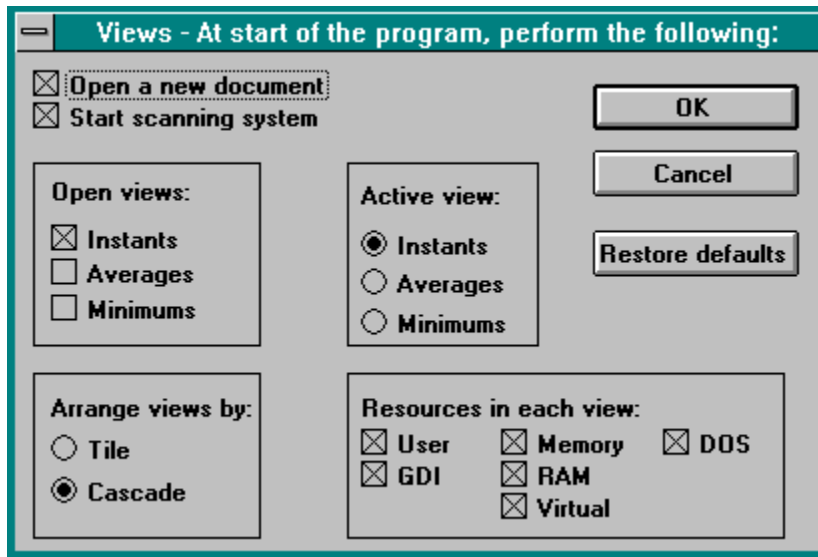 Views - At start of the program, perform the following:
Open a new document
Start scanning system
OK
Cancel
Restore defaults
Open views:
Instants
Averages
Minimums
Active view:
Instants
Averages
Minimums
Arrange views by:
Tile
Cascade
Resources in each view:
User Memory DOS
GDI RAM
Virtual